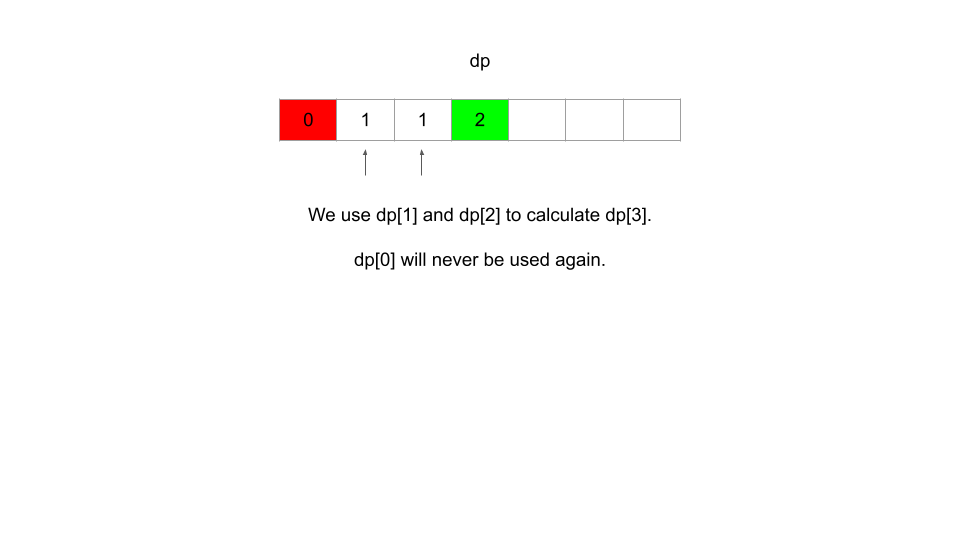 dp
0 1 1 2
We use dp[1] and dp[2] to calculate dp[3].
dp[0] will never be used again.